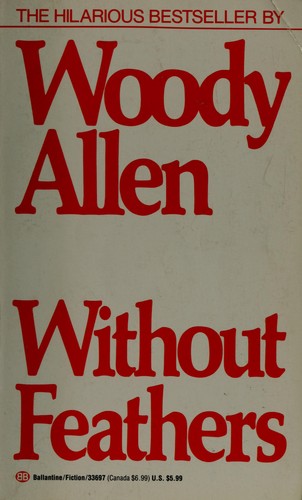 THE HILARIOUS BESTSELLER BY
Woody
Allen
Without
Feathers
BB Ballantine/Fiction/33697 (Canada $6.99) U.S. $5.99